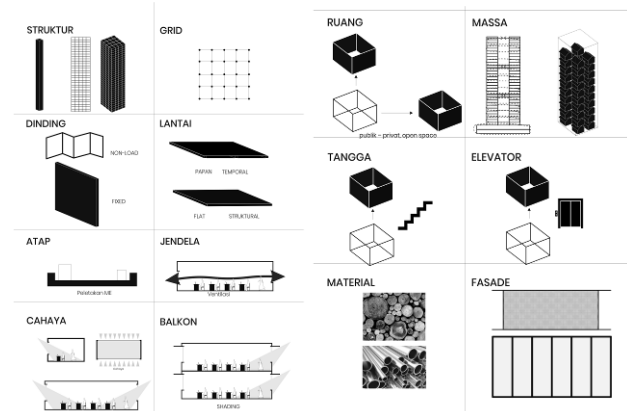 STRUKTUR
GRID
DINDING
NON-LOAD
FIXED
LANTAI
PAPAN TEMPORAL
FLAT STRUKTURAL
ATAP
Peletakan ME
JENDELA
Ventilasi
CAHAYA
BALKON
SHADING
RUANG
publik - privat, open space
MASSA
TANGGA
ELEVATOR
MATERIAL
FASADE